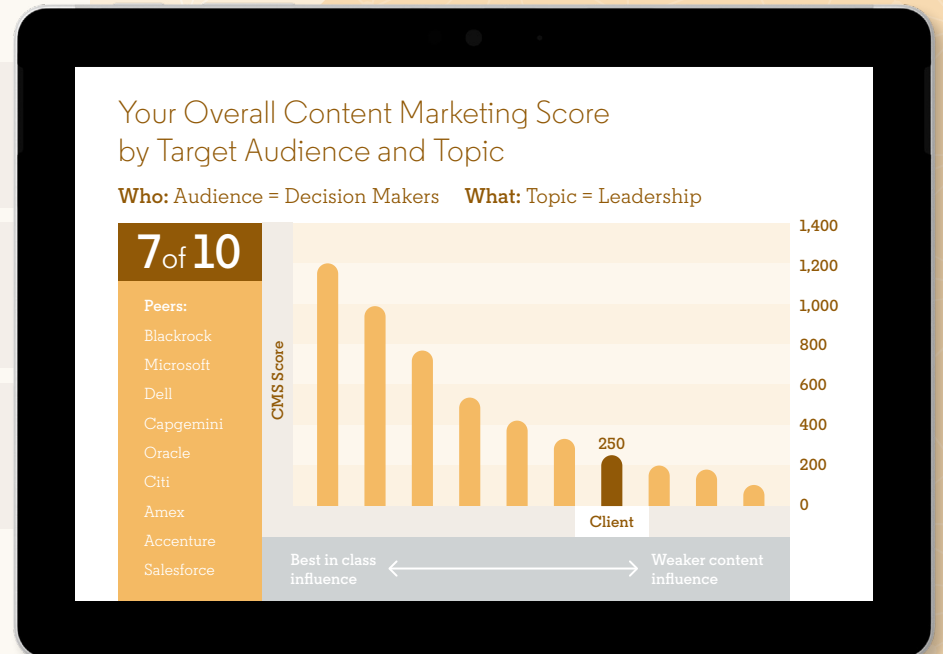 Your Overall Content Marketing Score
by Target Audience and Topic
Who: Audience = Decision Makers What: Topic = Leadership
7 of 10
Peers:
Blackrock
Microsoft
Dell
Capgemini
Oracle
Citi
Amex
Accenture
Salesforce
CMS Score
250
Client
1,400
1,200
1,000
800
600
400
200
0
Best in class
influence
Weaker content
influence